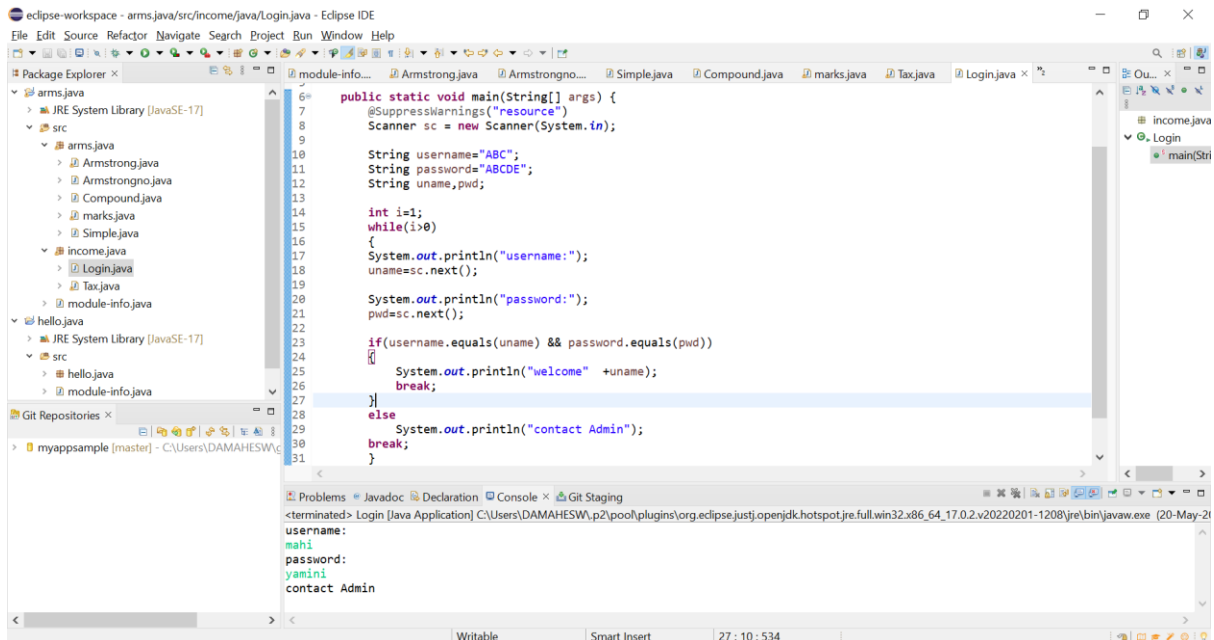 eclipse-workspace - arms.java/src/income/java/Login.java - Eclipse IDE
File Edit Source Refactor Navigate Search Project Run Window Help
Package Explorer
arms.java
JRE System Library [JavaSE-17]
src
arms.java
Armstrong.java
Armstrongno.java
Compound.java
marks.java
Simple.java
income.java
Login.java
Tax.java
module-info.java
hello.java
JRE System Library [JavaSE-17]
src
hello.java
module-info.java
Git Repositories
myappsample [master] - C:\Users\DAMAHESW\g
module-info.... Armstrong.java Armstrongno.... Simple.java Compound.java marks.java Tax.java Login.java 2
6 public static void main(String[] args) {
7 @SuppressWarnings("resource")
8 Scanner sc = new Scanner(System.in);
9
10 String username="ABC";
11 String password="ABCDE";
12 String uname,pwd;
13
14 int i=1;
15 while(i>0)
16 {
17 System.out.println("username:");
18 uname=sc.next();
19
20 System.out.println("password:");
21 pwd=sc.next();
22
23 if(username.equals(uname) && password.equals(pwd))
24 {
25 System.out.println("welcome" +uname);
26 break;
27 }
28 else
29 System.out.println("contact Admin");
30 break;
31 }
Ou...
income.java
Login
main(Stri
Problems Javadoc Declaration Console Git Staging
<terminated> Login [Java Application] C:\Users\DAMAHESW\.p2\pool\plugins\org.eclipse.justj.openjdk.hotspot.jre.full.win32.x86_64_17.0.2.v20220201-1208\jre\bin\javaw.exe (20-May-2
username:
mahi
password:
yamini
contact Admin
Writable Smart Insert 27 : 10 : 534